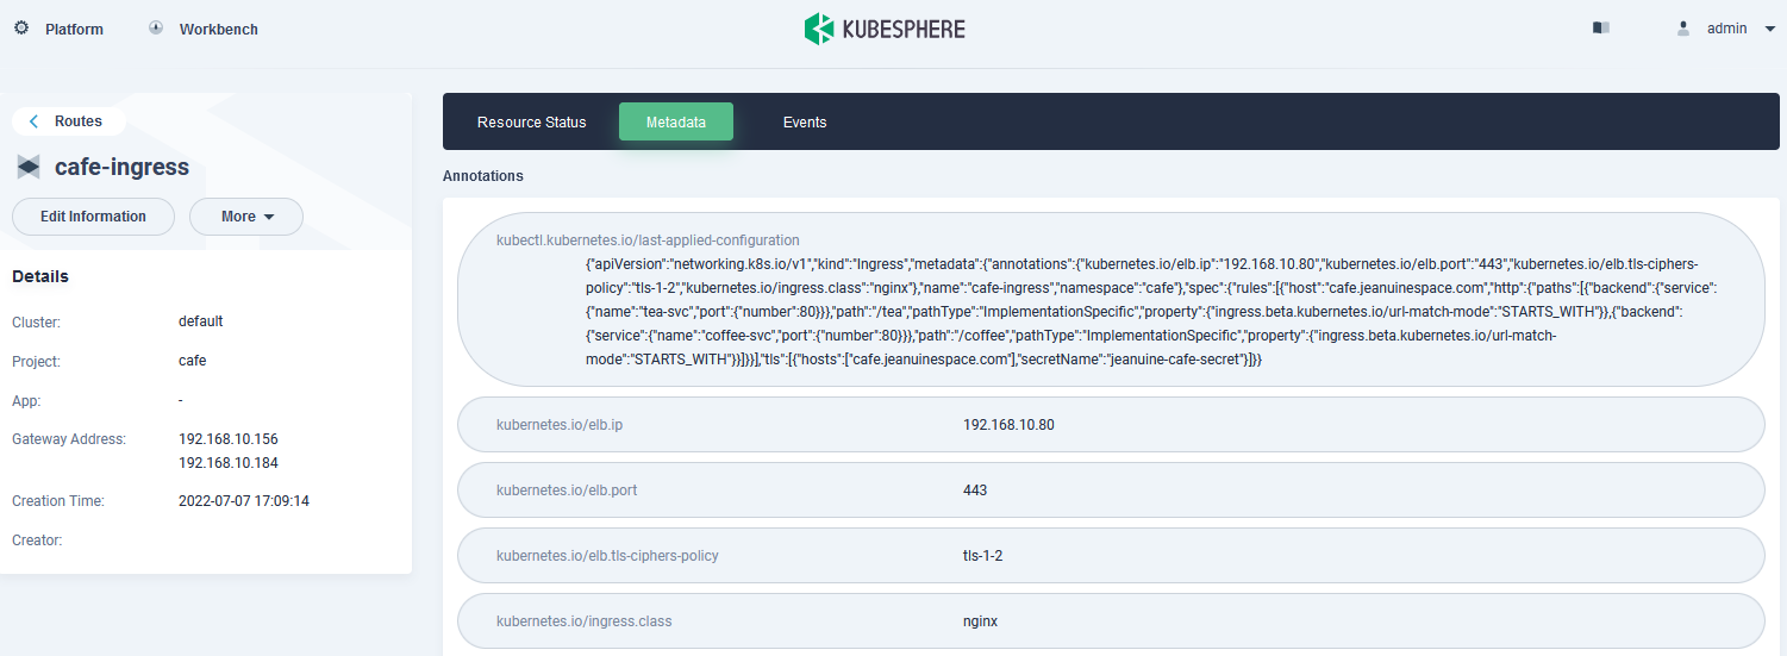 Platform
Workbench
KUBESPHERE
admin
Routes
cafe-ingress
Edit Information
More
Details
Cluster: default
Project: cafe
App: -
Gateway Address: 192.168.10.156
192.168.10.184
Creation Time: 2022-07-07 17:09:14
Creator:
Resource Status
Metadata
Events
Annotations
kubectl.kubernetes.io/last-applied-configuration
{"apiVersion":"networking.k8s.io/v1","kind":"Ingress","metadata":{"annotations":{"kubernetes.io/elb.ip":"192.168.10.80","kubernetes.io/elb.port":"443","kubernetes.io/elb.tls-ciphers-
policy":"tls-1-2","kubernetes.io/ingress.class":"nginx"},"name":"cafe-ingress","namespace":"cafe"},"spec":{"rules":[{"host":"cafe.jeanuinespace.com","http":{"paths":[{"backend":{"service":
{"name":"tea-svc","port":{"number":80}}},"path":"/tea","pathType":"ImplementationSpecific","property":{"ingress.beta.kubernetes.io/url-match-mode":"STARTS_WITH"}},{"backend":
{"service":{"name":"coffee-svc","port":{"number":80}}},"path":"/coffee","pathType":"ImplementationSpecific","property":{"ingress.beta.kubernetes.io/url-match-
mode":"STARTS_WITH"}}]}}],"tls":[{"hosts":["cafe.jeanuinespace.com"],"secretName":"jeanuine-cafe-secret"}]}}
kubernetes.io/elb.ip 192.168.10.80
kubernetes.io/elb.port 443
kubernetes.io/elb.tls-ciphers-policy tls-1-2
kubernetes.io/ingress.class nginx